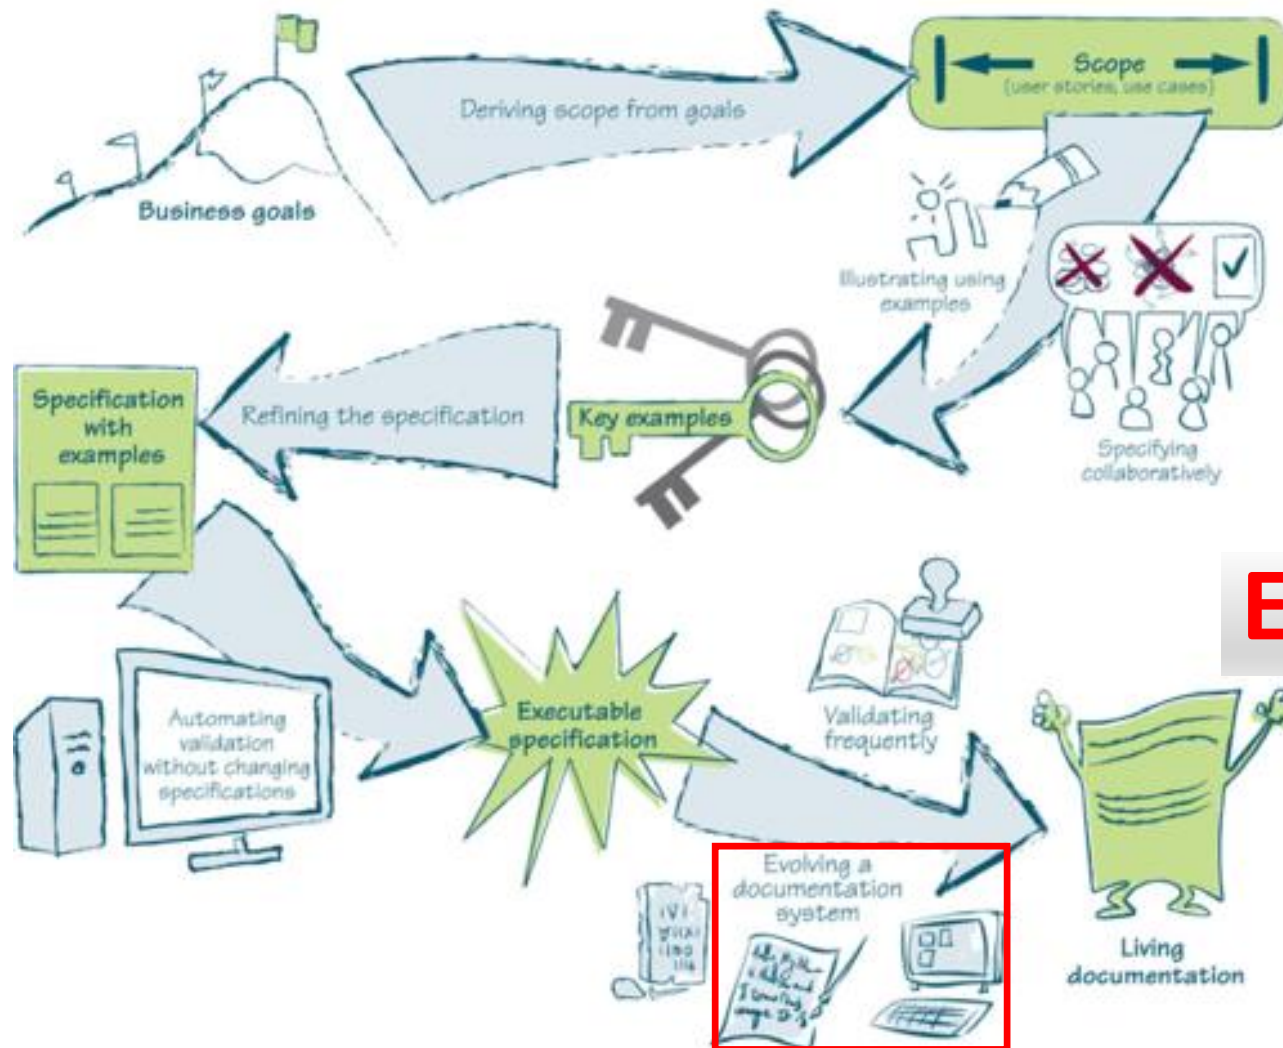 Business goals
Deriving scope from goals
Scope
(user stories, use cases)
Illustrating using
examples
Specifying
collaboratively
Key examples
Refining the specification
Specification
with
examples
Automating
validation
without changing
specifications
Executable
specification
Validating
frequently
E
Evolving a
documentation
system
Living
documentation